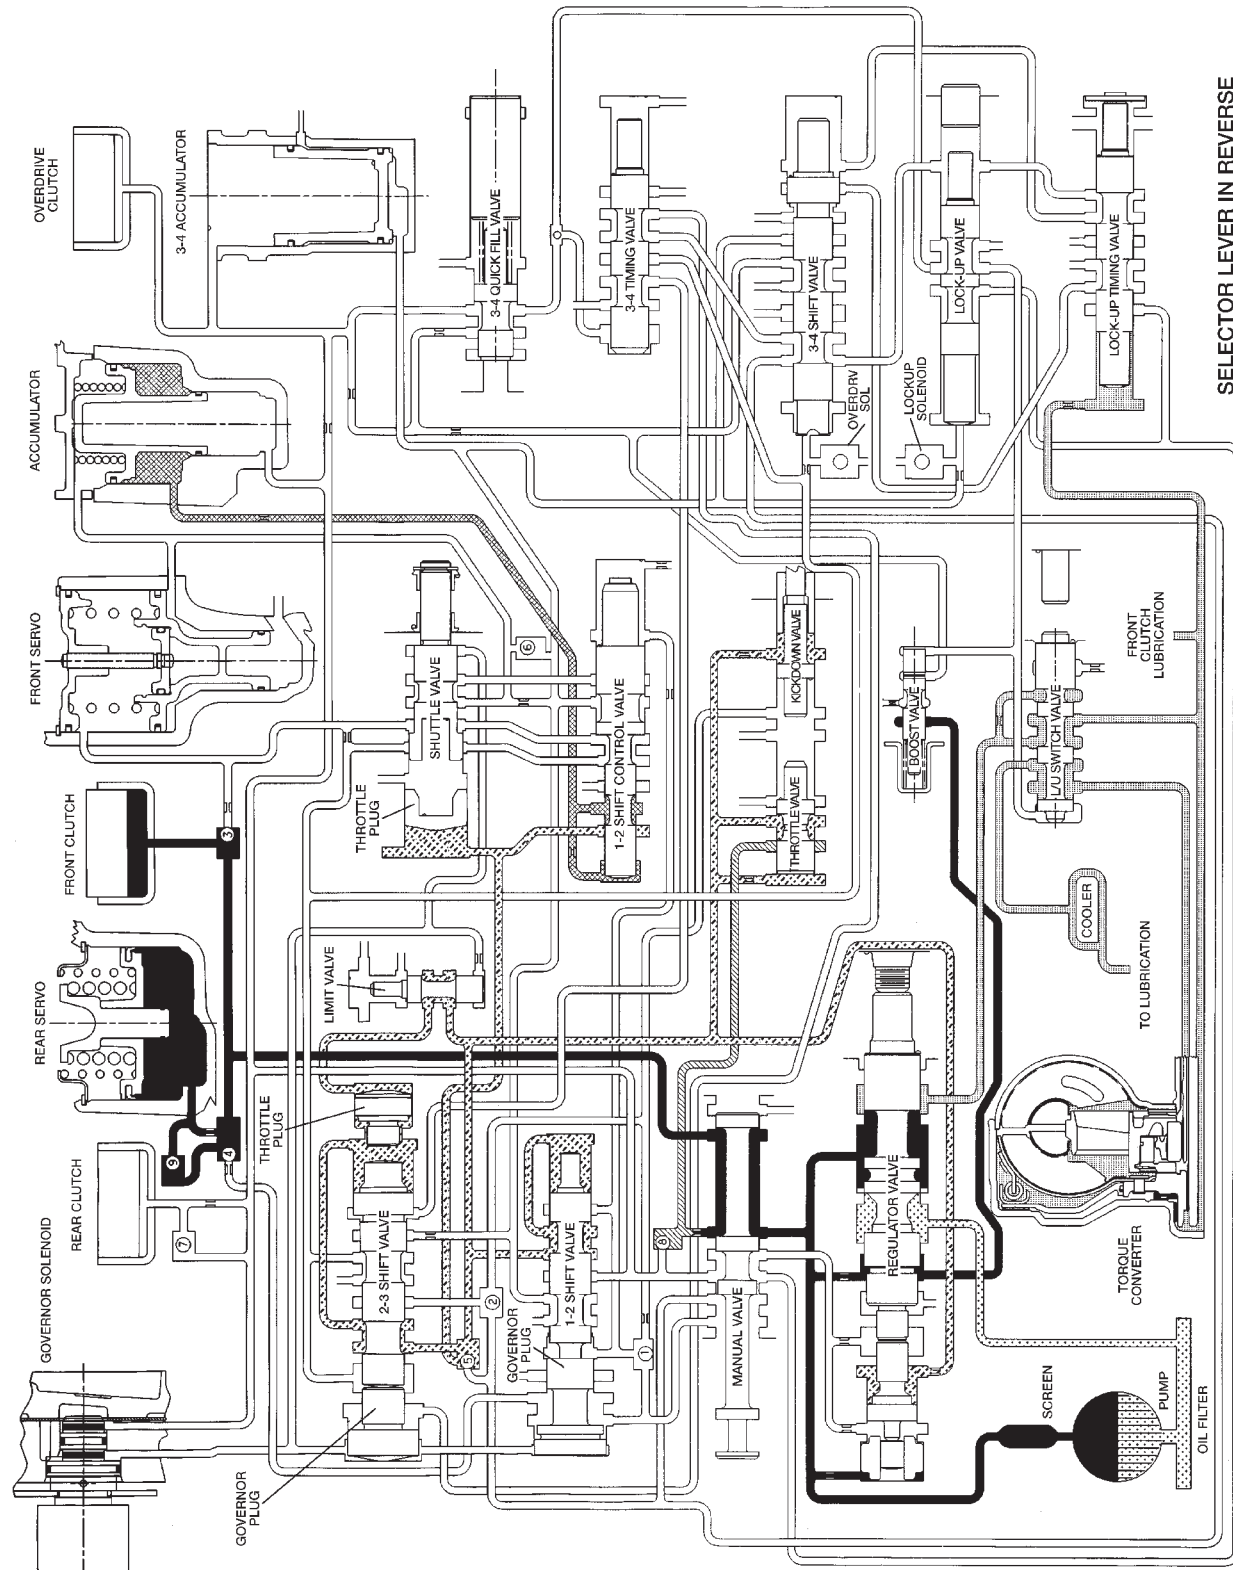 OVERDRIVE
CLUTCH
3-4 ACCUMULATOR
3-4 QUICK FILL VALVE
3-4 TIMING VALVE
3-4 SHIFT VALVE
LOCK-UP VALVE
LOCK-UP TIMING VALVE
SELECTOR LEVER IN REVERSE
ACCUMULATOR
OVERDRV
SOL
LOCKUP
SOLENOID
FRONT SERVO
SHUTTLE VALVE
6
1-2 SHIFT CONTROL VALVE
KICKDOWN VALVE
BOOST VALVE
L/U SWITCH VALVE
FRONT
CLUTCH
LUBRICATION
FRONT CLUTCH
3
THROTTLE
PLUG
THROTTLE VALVE
COOLER
REAR SERVO
LIMIT VALVE
TO LUBRICATION
REAR CLUTCH
9
4
7
THROTTLE
PLUG
2-3 SHIFT VALVE
2
5
1-2 SHIFT VALVE
8
GOVERNOR
PLUG
1
MANUAL VALVE
REGULATOR VALVE
TORQUE
CONVERTER
GOVERNOR SOLENOID
GOVERNOR
PLUG
SCREEN
PUMP
OIL FILTER